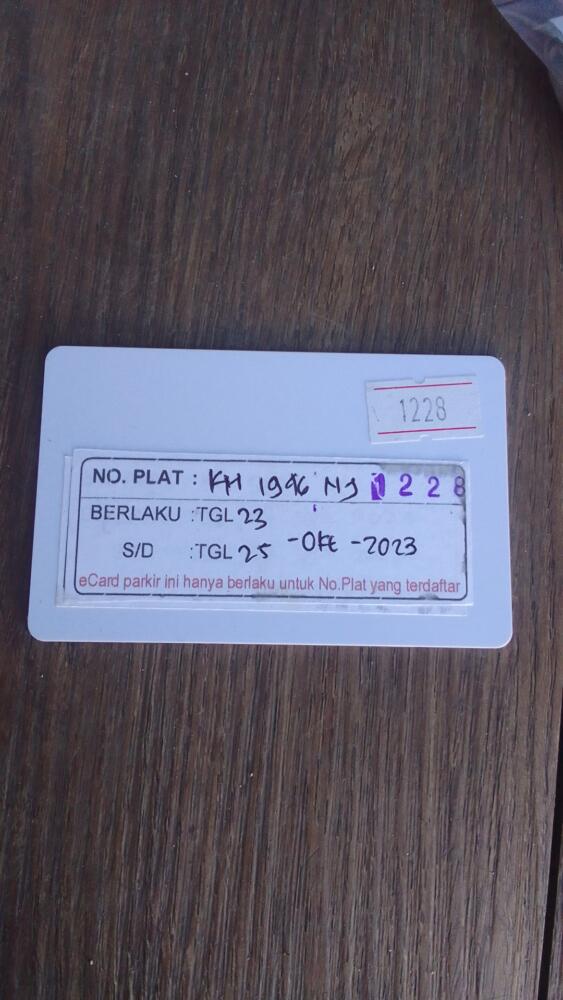 1228
NO. PLAT : KH 1946 NJ 1228
BERLAKU :TGL 23
S/D :TGL 25 -Okt -2023
eCard parkir ini hanya berlaku untuk No.Plat yang terdaftar